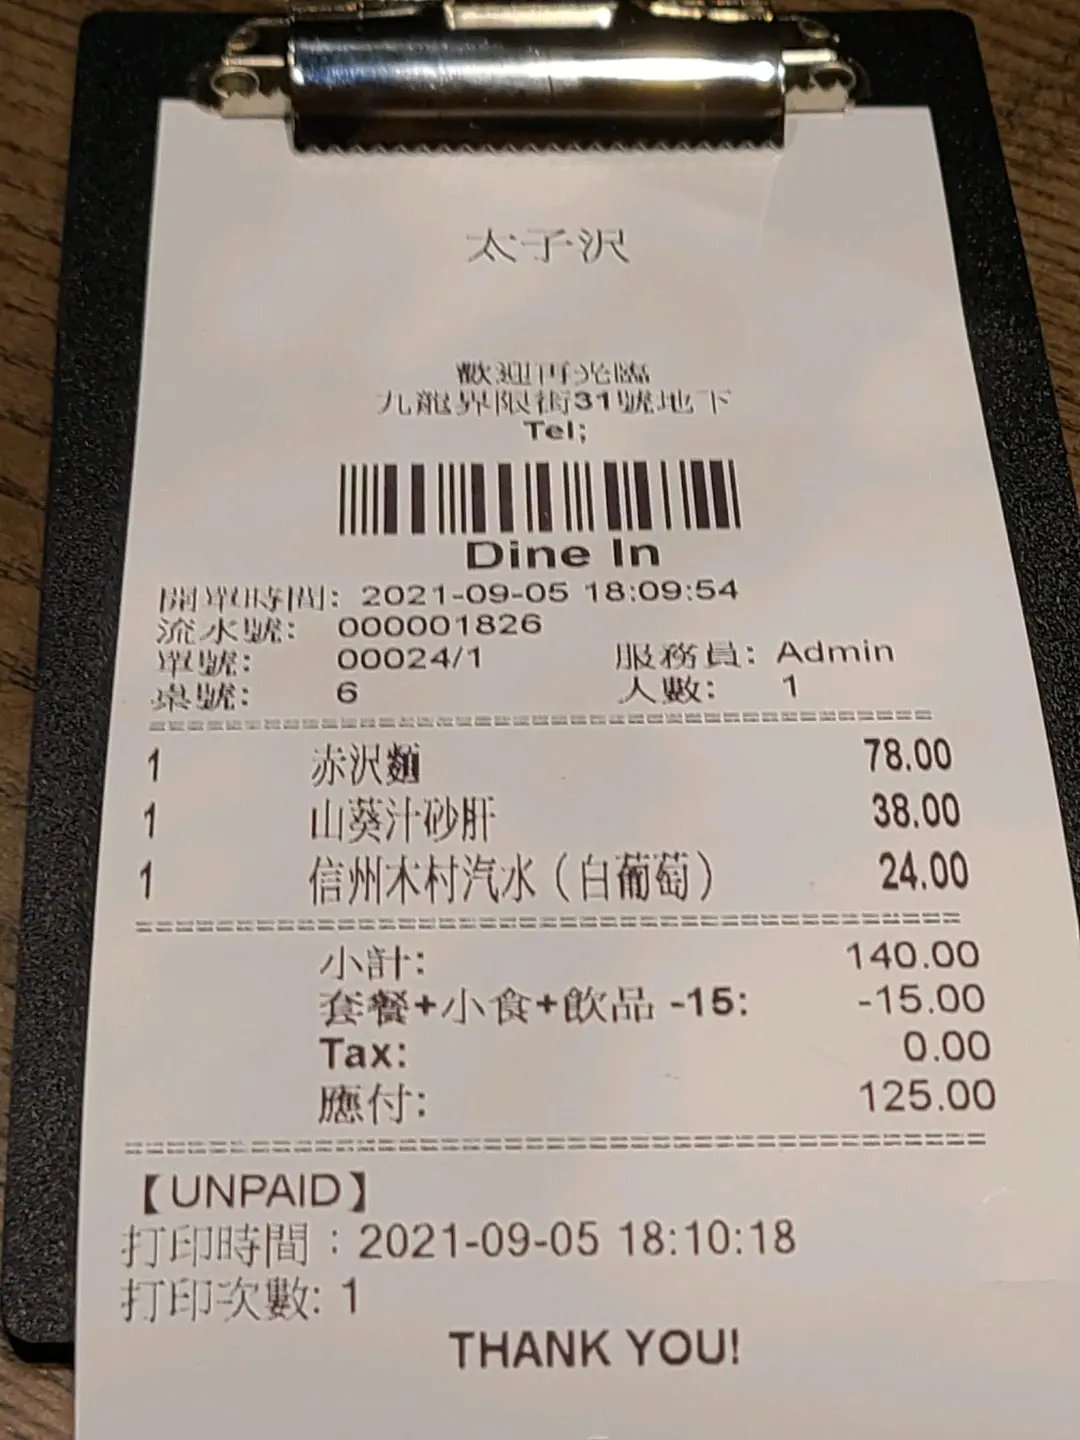 太子沢
歡迎再光臨
九龍界限街31號地下
Tel;
Dine In
開單時間: 2021-09-05 18:09:54
流水號: 000001826
單號: 00024/1 服務員: Admin
桌號: 6 人數: 1
1 赤沢麵 78.00
1 山葵汁砂肝 38.00
1 信州木村汽水（白葡萄） 24.00
小計: 140.00
套餐+小食+飲品 -15: -15.00
Tax: 0.00
應付: 125.00
【UNPAID】
打印時間：2021-09-05 18:10:18
打印次數: 1
THANK YOU!